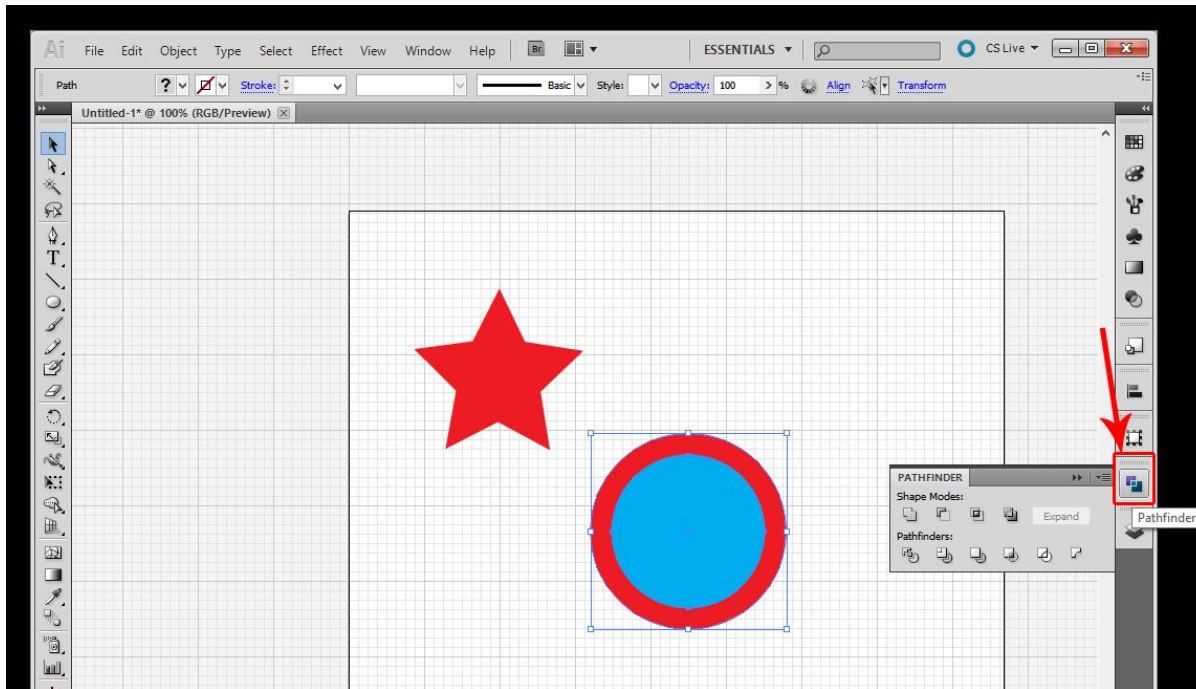 Ai File Edit Object Type Select Effect View Window Help Br ESSENTIALS CS Live
Path ? Stroke: Basic Style: Opacity: 100 % Align Transform
Untitled-1* @ 100% (RGB/Preview)
T
PATHFINDER
Shape Modes:
Expand
Pathfinder
Pathfinders: